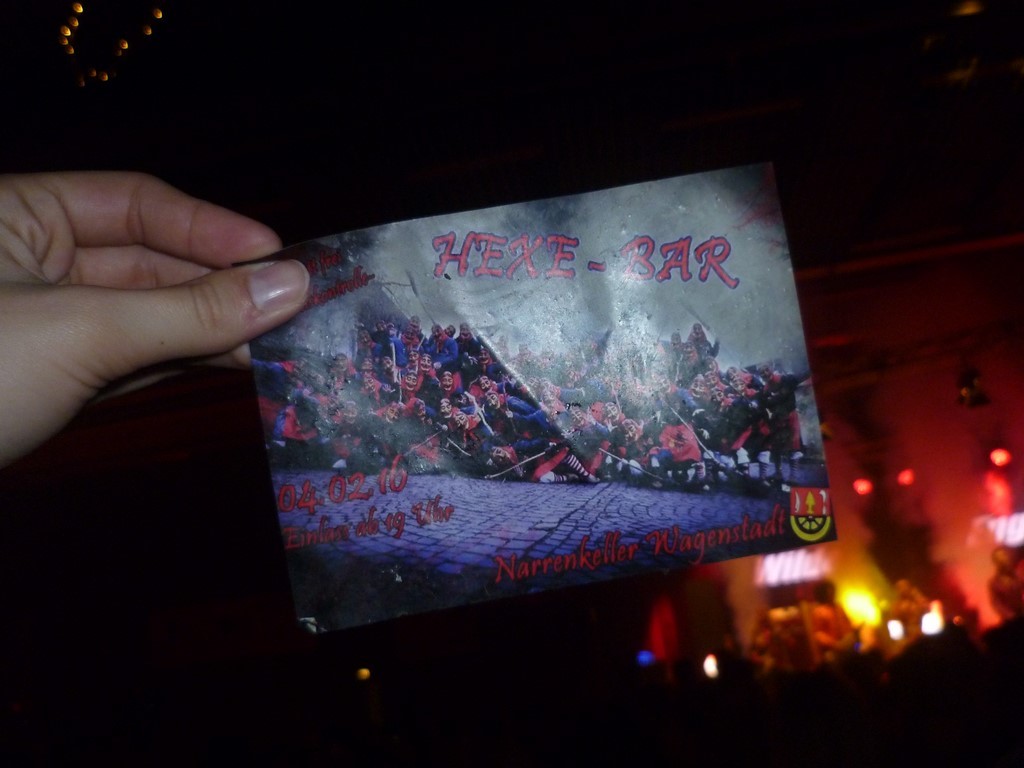 HEXE-BAR
04.02.10
Einlass ab 19 Uhr
Narrenkeller Wagenstadt